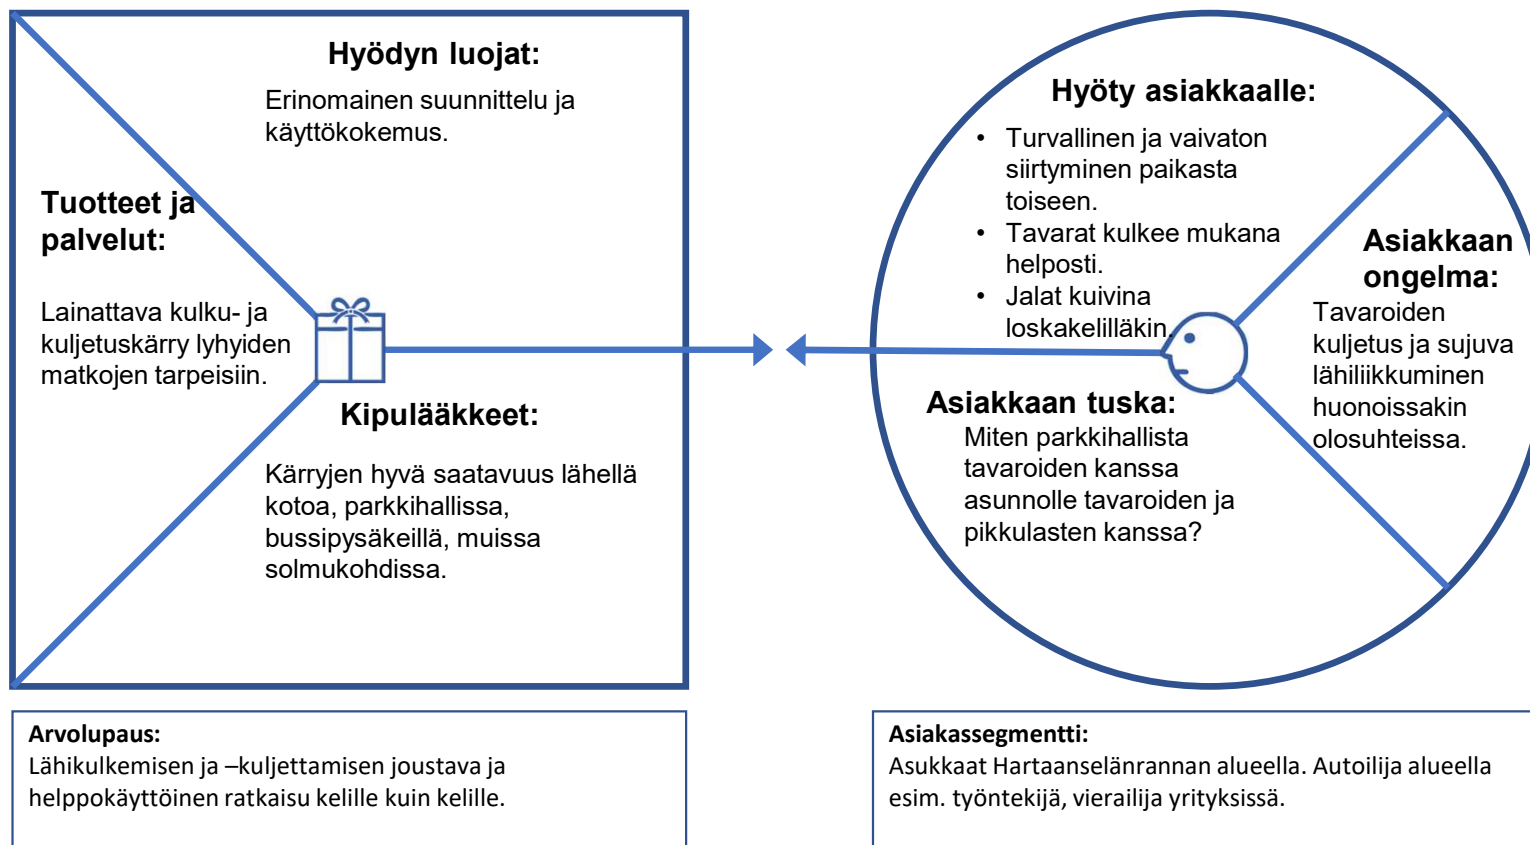 Hyödyn luojat:
Erinomainen suunnittelu ja
käyttökokemus.
Tuotteet ja
palvelut:
Lainattava kulku- ja
kuljetuskärry lyhyiden
matkojen tarpeisiin.
Kipulääkkeet:
Kärryjen hyvä saatavuus lähellä
kotoa, parkkihallissa,
bussipysäkeillä, muissa
solmukohdissa.
Hyöty asiakkaalle:
• Turvallinen ja vaivaton
siirtyminen paikasta
toiseen.
• Tavarat kulkee mukana
helposti.
• Jalat kuivina
loskakelilläkin.
Asiakkaan
ongelma:
Tavaroiden
kuljetus ja sujuva
lähiliikkuminen
huonoissakin
olosuhteissa.
Asiakkaan tuska:
Miten parkkihallista
tavaroiden kanssa
asunnolle tavaroiden ja
pikkulasten kanssa?
Arvolupaus:
Lähikulkemisen ja –kuljettamisen joustava ja
helppokäyttöinen ratkaisu kelille kuin kelille.
Asiakassegmentti:
Asukkaat Hartaanselänrannan alueella. Autoilija alueella
esim. työntekijä, vierailija yrityksissä.